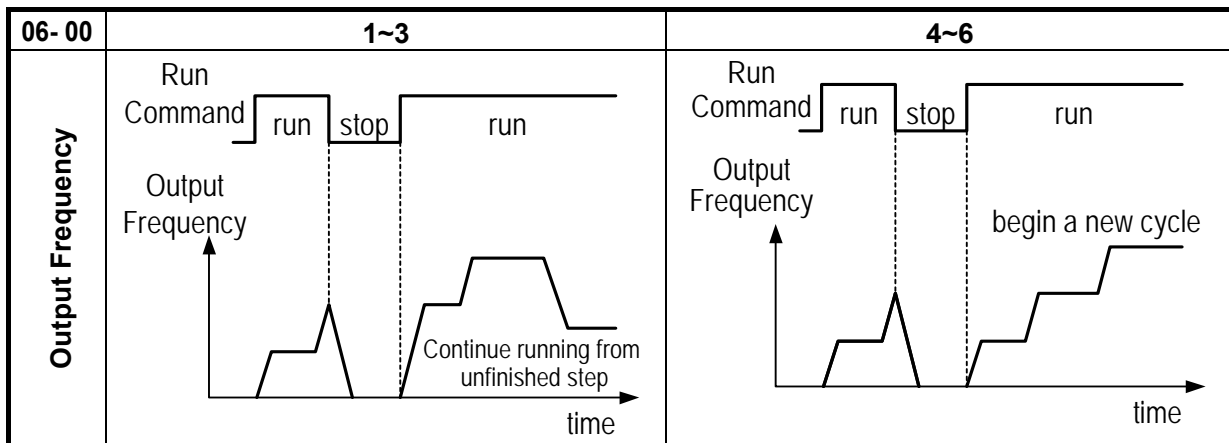 06- 00
1~3
4~6
Output Frequency
Run
Command
run
stop
run
Output
Frequency
Continue running from
unfinished step
time
Run
Command
run
stop
run
Output
Frequency
begin a new cycle
time